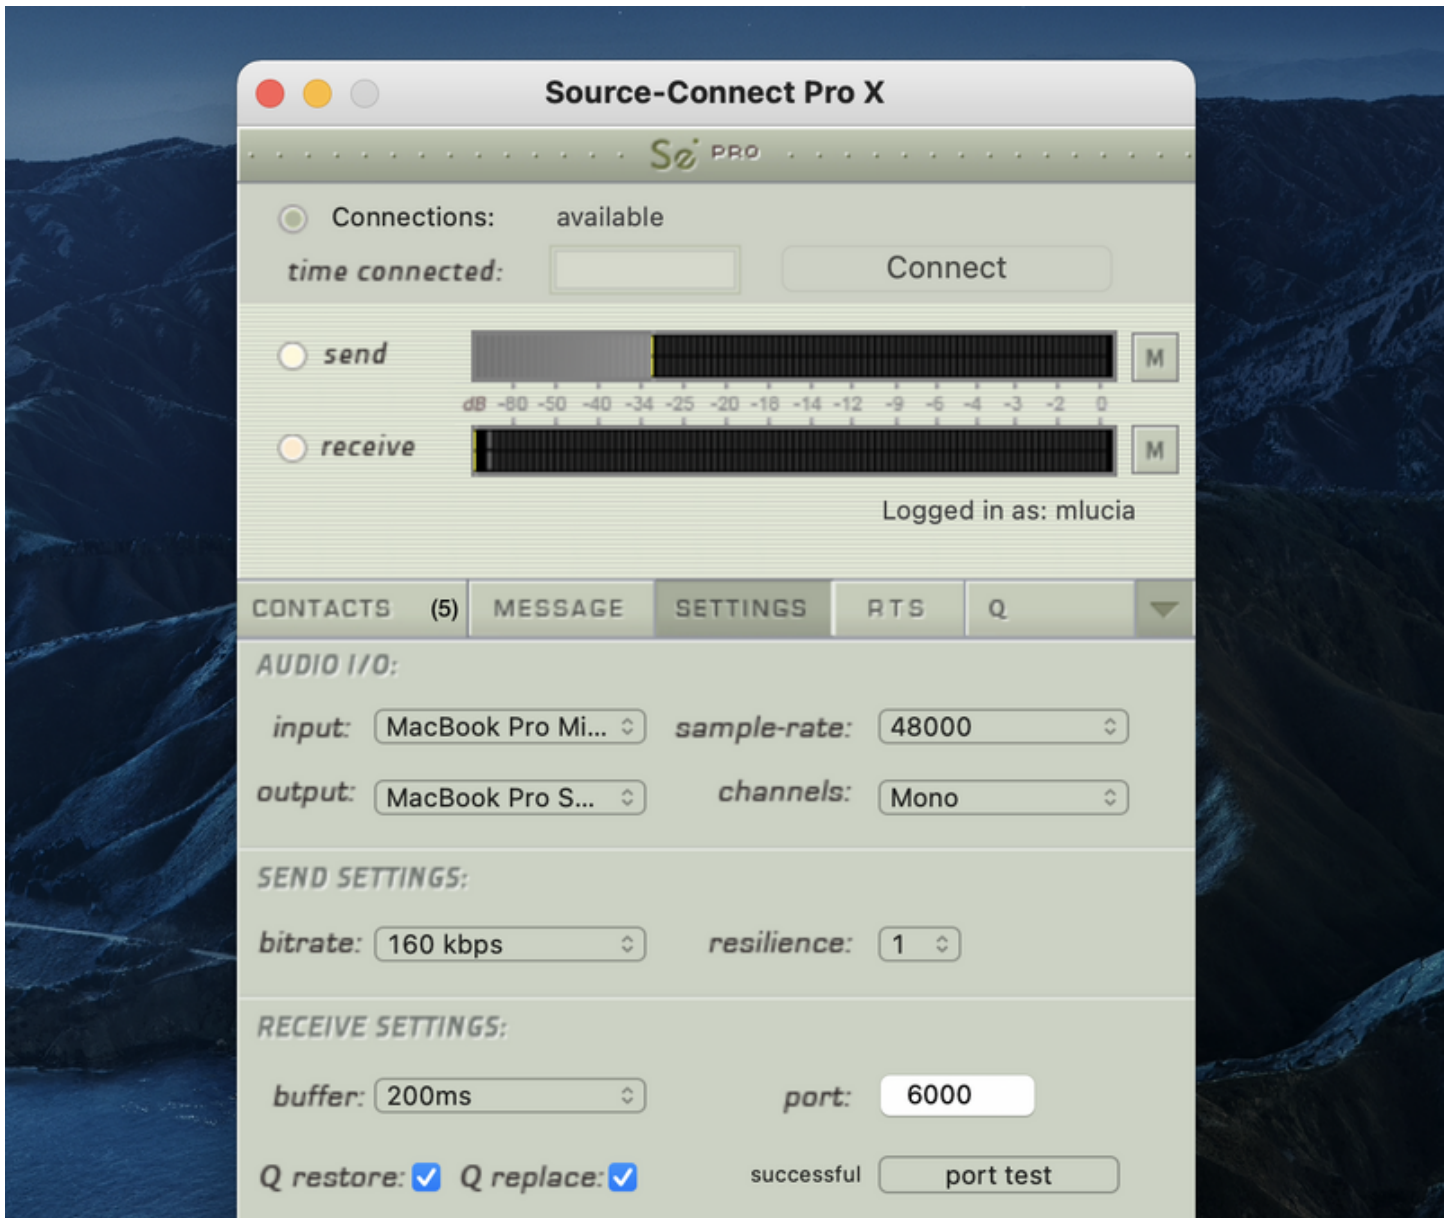 Source-Connect Pro X
Se PRO
Connections: available
time connected: Connect
send M
dB -80 -50 -40 -34 -25 -20 -16 -14 -12 -9 -6 -4 -3 -2 0
receive M
Logged in as: mlucia
CONTACTS (5) MESSAGE SETTINGS RTS Q
AUDIO I/O:
input: MacBook Pro Mi... sample-rate: 48000
output: MacBook Pro S... channels: Mono
SEND SETTINGS:
bitrate: 160 kbps resilience: 1
RECEIVE SETTINGS:
buffer: 200ms port: 6000
Q restore: Q replace: successful port test